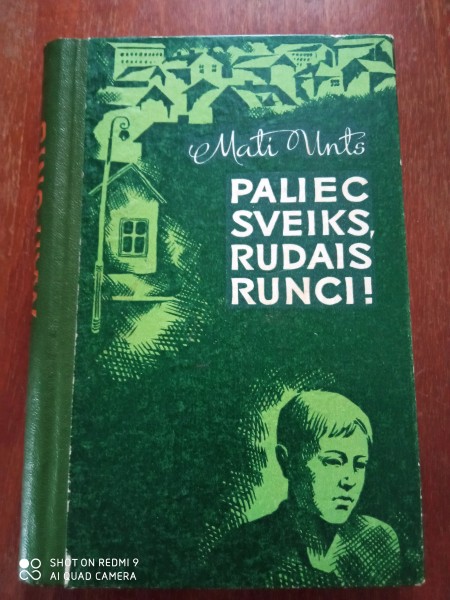 Mati Unts
PALIEC
SVEIKS,
RUDAIS
RUNCI!
SHOT ON REDMI 9
AI QUAD CAMERA